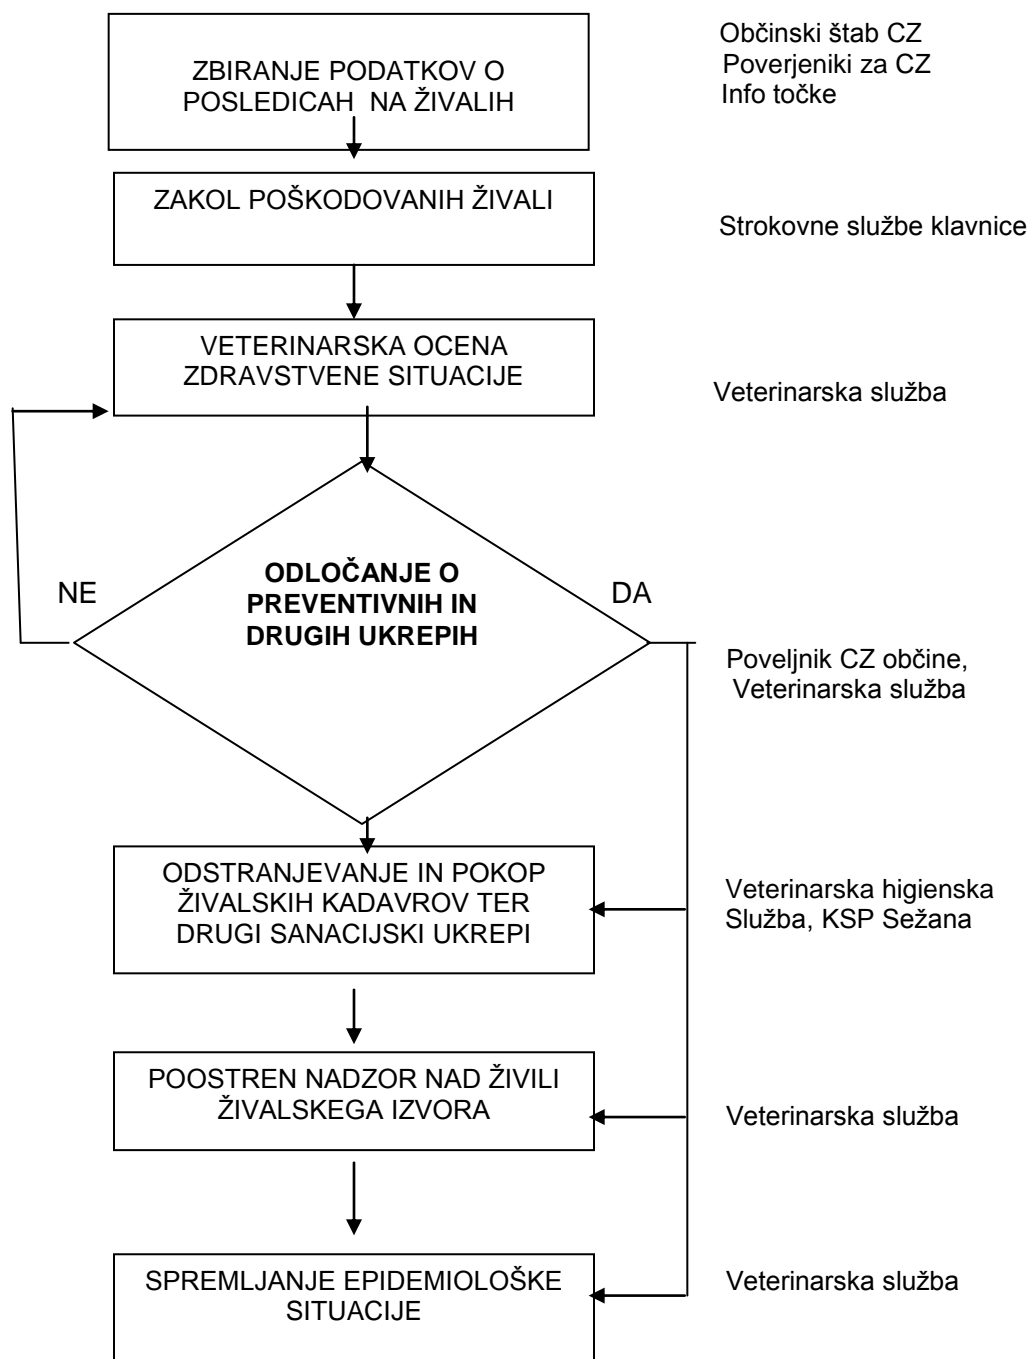 ZBIRANJE PODATKOV O
POSLEDICAH NA ŽIVALIH
Občinski štab CZ
Poverjeniki za CZ
Info točke
ZAKOL POŠKODOVANIH ŽIVALI
Strokovne službe klavnice
VETERINARSKA OCENA
ZDRAVSTVENE SITUACIJE
Veterinarska služba
NE
ODLOČANJE O
PREVENTIVNIH IN
DRUGIH UKREPIH
DA
Poveljnik CZ občine,
Veterinarska služba
ODSTRANJEVANJE IN POKOP
ŽIVALSKIH KADAVROV TER
DRUGI SANACIJSKI UKREPI
Veterinarska higienska
Služba, KSP Sežana
POOSTREN NADZOR NAD ŽIVILI
ŽIVALSKEGA IZVORA
Veterinarska služba
SPREMLJANJE EPIDEMIOLOŠKE
SITUACIJE
Veterinarska služba